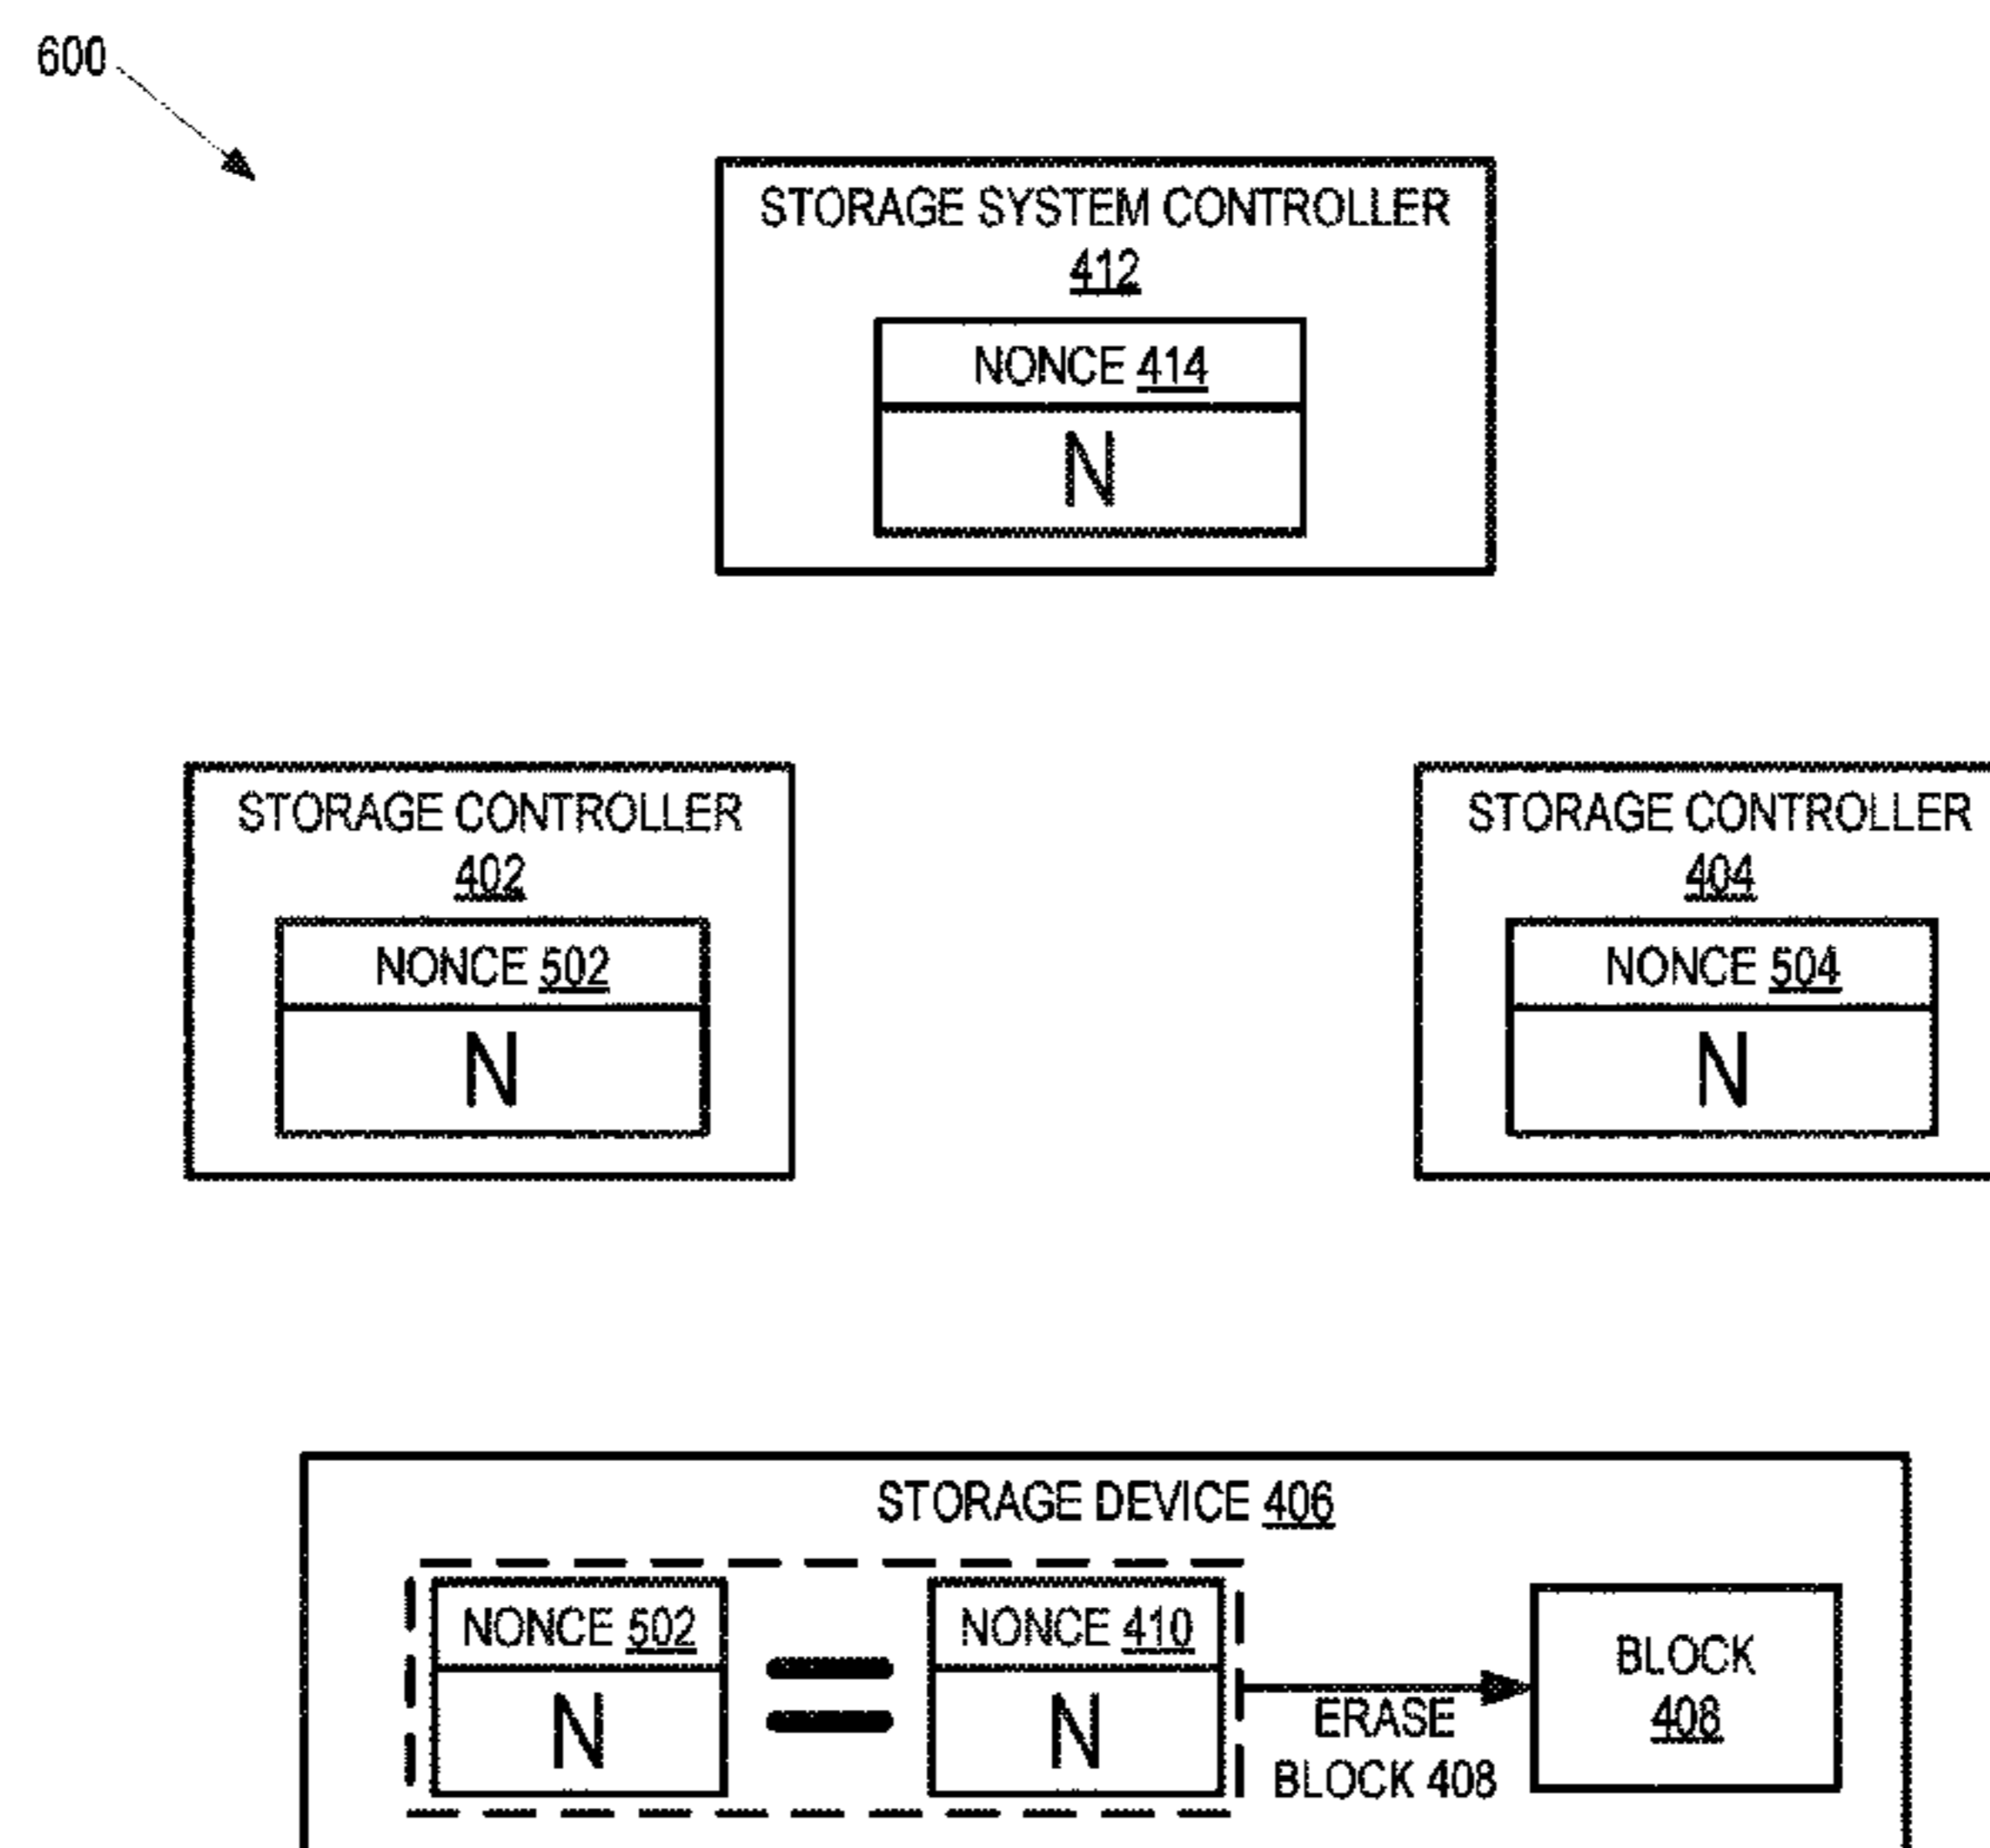 600
STORAGE SYSTEM CONTROLLER
412
NONCE 414
N
STORAGE CONTROLLER
402
NONCE 502
N
STORAGE CONTROLLER
404
NONCE 504
N
STORAGE DEVICE 406
NONCE 502
N
=
NONCE 410
N
ERASE
BLOCK 408
BLOCK
408